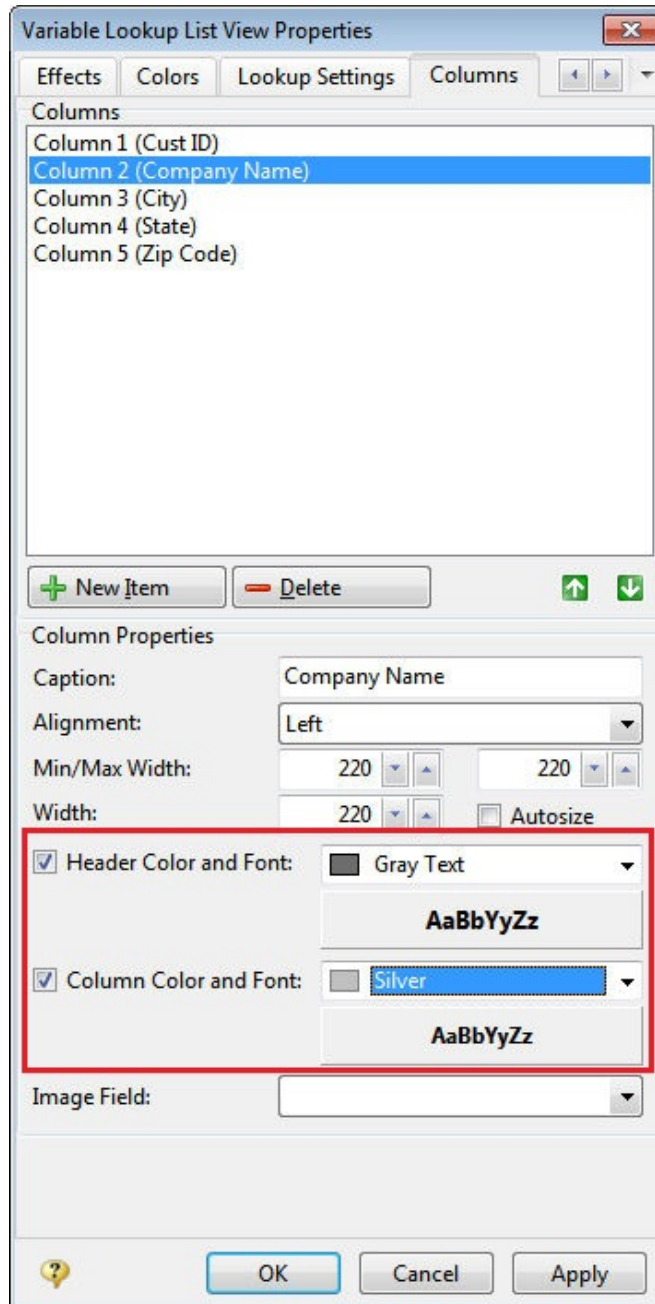 Variable Lookup List View Properties
Effects Colors Lookup Settings Columns
Columns
Column 1 (Cust ID)
Column 2 (Company Name)
Column 3 (City)
Column 4 (State)
Column 5 (Zip Code)
New Item Delete
Column Properties
Caption: Company Name
Alignment: Left
Min/Max Width: 220 220
Width: 220 Autosize
Header Color and Font: Gray Text
AaBbYyZz
Column Color and Font: Silver
AaBbYyZz
Image Field:
? OK Cancel Apply